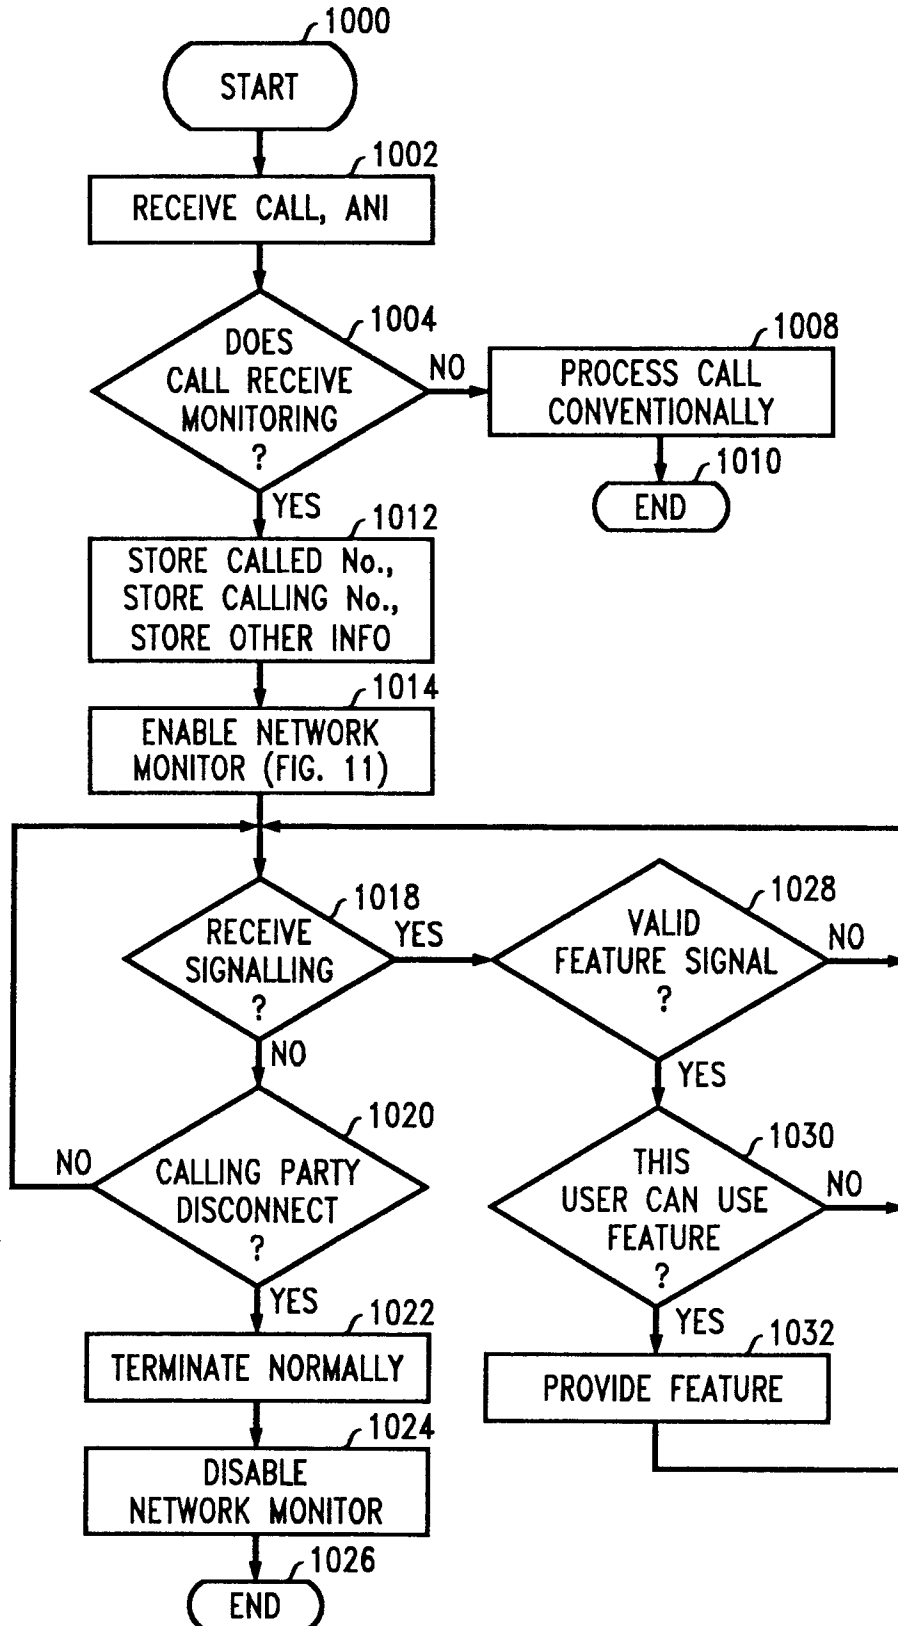 1000
START
1002
RECEIVE CALL, ANI
1004
DOES
CALL RECEIVE
MONITORING
?
NO
1008
PROCESS CALL
CONVENTIONALLY
1010
END
YES
1012
STORE CALLED No.,
STORE CALLING No.,
STORE OTHER INFO
1014
ENABLE NETWORK
MONITOR (FIG. 11)
1018
RECEIVE
SIGNALLING
?
YES
1028
VALID
FEATURE SIGNAL
?
NO
NO
YES
1020
CALLING PARTY
DISCONNECT
?
NO
1030
THIS
USER CAN USE
FEATURE
?
NO
YES
YES
1022
TERMINATE NORMALLY
1032
PROVIDE FEATURE
1024
DISABLE
NETWORK MONITOR
1026
END